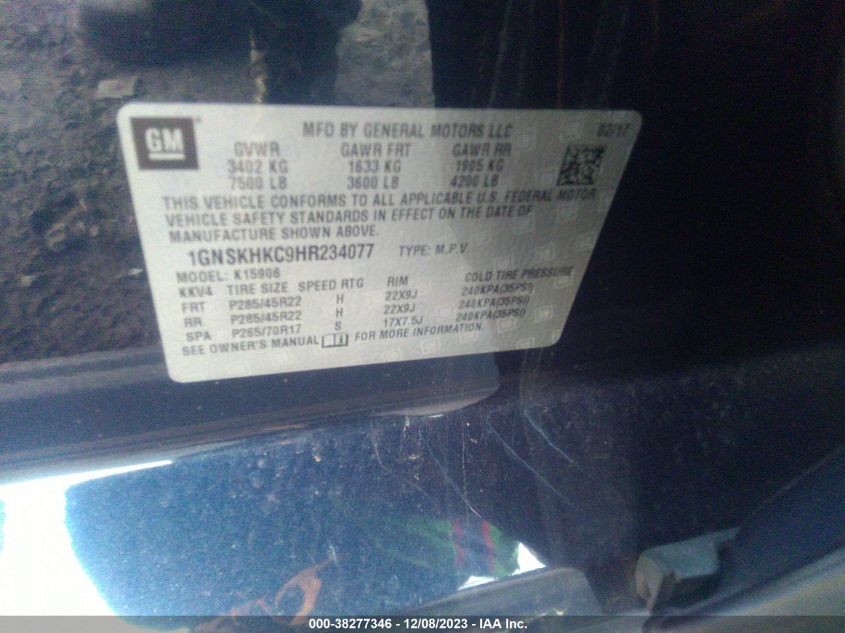 GM
MFD BY GENERAL MOTORS LLC 02/17
GVWR GAWR FRT GAWR RR
3402 KG 1633 KG 1905 KG
7500 LB 3600 LB 4200 LB
THIS VEHICLE CONFORMS TO ALL APPLICABLE U.S. FEDERAL MOTOR
VEHICLE SAFETY STANDARDS IN EFFECT ON THE DATE OF
MANUFACTURE SHOWN ABOVE.
1GNSKHKC9HR234077 TYPE: M.P.V.
MODEL: K15906
KKV4 TIRE SIZE SPEED RTG RIM COLD TIRE PRESSURE
FRT P285/45R22 H 22X9J 240KPA(35PSI)
RR P285/45R22 H 22X9J 240KPA(35PSI)
SPA P265/70R17 S 17X7.5J 240KPA(35PSI)
SEE OWNER'S MANUAL FOR MORE INFORMATION.
000-38277346 - 12/08/2023 - IAA Inc.